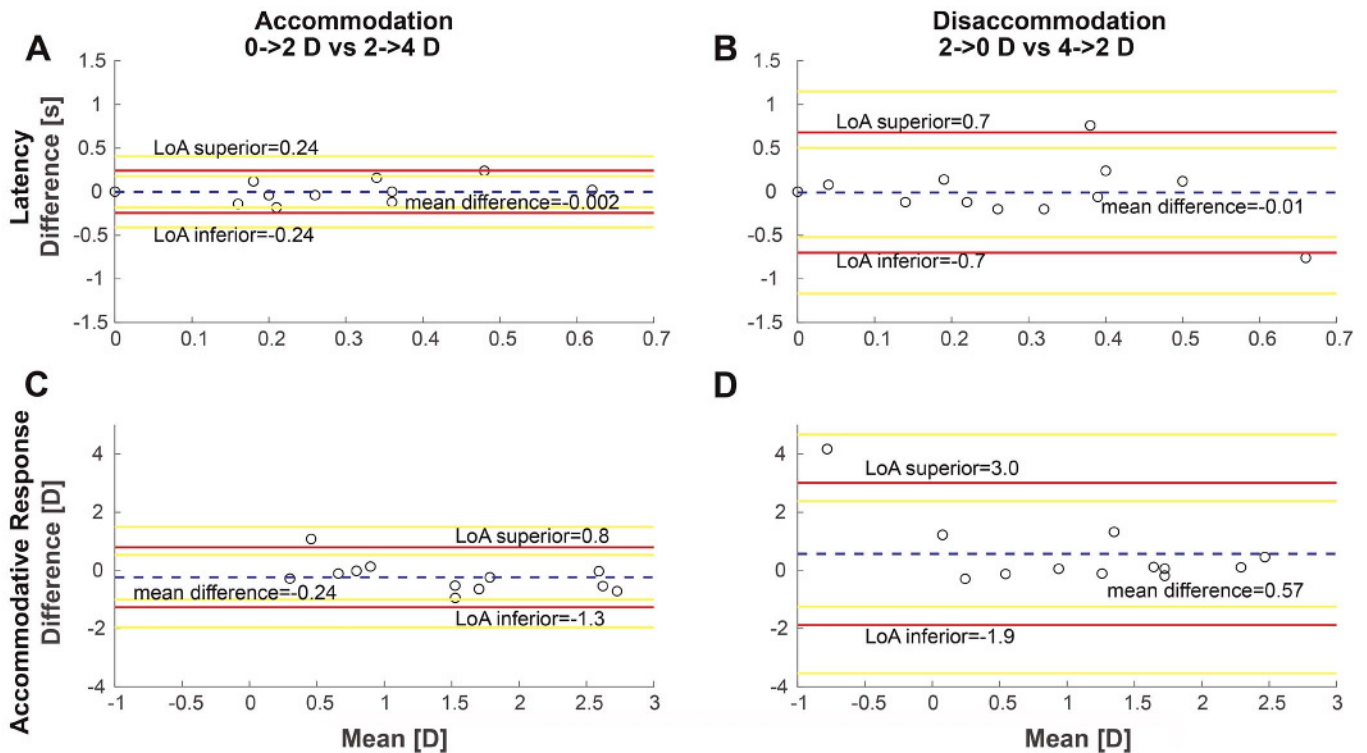 Accommodation
0->2 D vs 2->4 D
Disaccommodation
2->0 D vs 4->2 D
A
B
Latency
Difference [s]
1.5
1
0.5
0
-0.5
-1
-1.5
LoA superior=0.24
mean difference=-0.002
LoA inferior=-0.24
0 0.1 0.2 0.3 0.4 0.5 0.6 0.7
1.5
1
0.5
0
-0.5
-1
-1.5
LoA superior=0.7
mean difference=-0.01
LoA inferior=-0.7
0 0.1 0.2 0.3 0.4 0.5 0.6 0.7
C
D
Accommodative Response
Difference [D]
4
2
0
-2
-4
LoA superior=0.8
mean difference=-0.24
LoA inferior=-1.3
-1 -0.5 0 0.5 1 1.5 2 2.5 3
Mean [D]
4
2
0
-2
-4
LoA superior=3.0
mean difference=0.57
LoA inferior=-1.9
-1 -0.5 0 0.5 1 1.5 2 2.5 3
Mean [D]